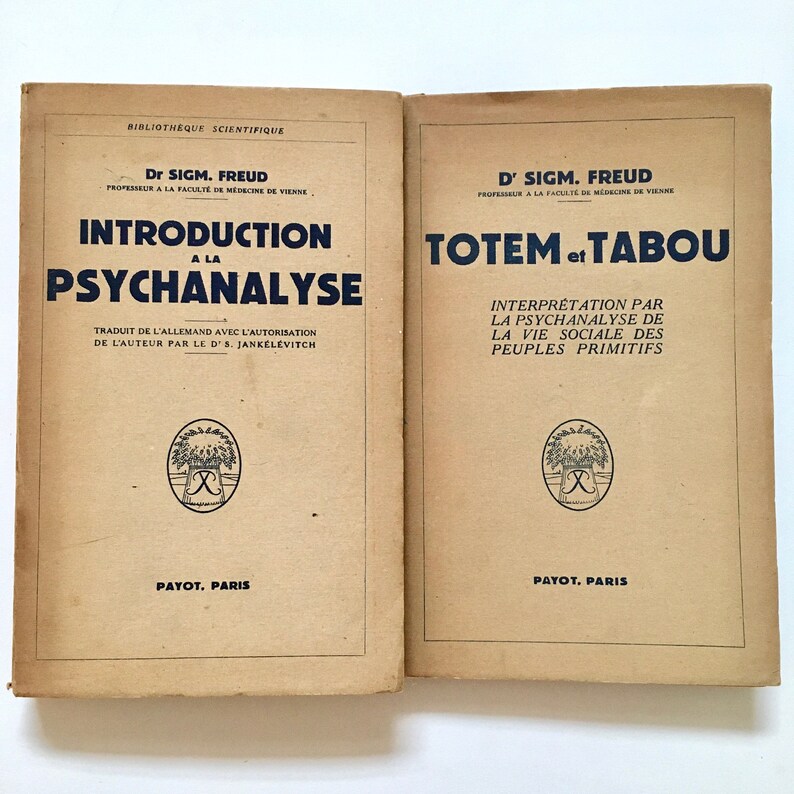 BIBLIOTHÈQUE SCIENTIFIQUE
Dr SIGM. FREUD
PROFESSEUR A LA FACULTÉ DE MÉDECINE DE VIENNE
INTRODUCTION
A LA
PSYCHANALYSE
TRADUIT DE L'ALLEMAND AVEC L'AUTORISATION
DE L'AUTEUR PAR LE Dr S. JANKÉLÉVITCH
PAYOT, PARIS
Dr SIGM. FREUD
PROFESSEUR A LA FACULTÉ DE MÉDECINE DE VIENNE
TOTEM et TABOU
INTERPRÉTATION PAR
LA PSYCHANALYSE DE
LA VIE SOCIALE DES
PEUPLES PRIMITIFS
PAYOT, PARIS